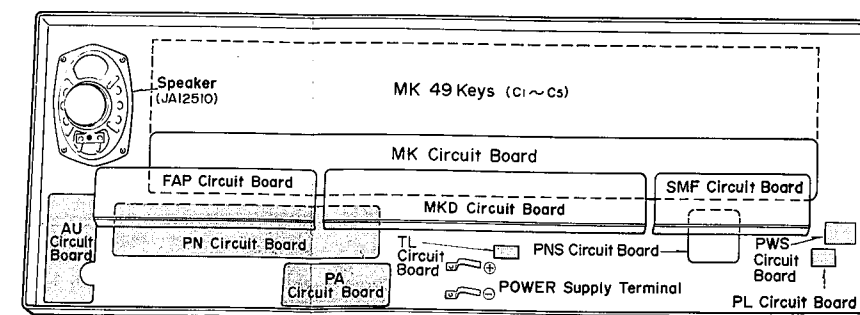 Speaker
(JA12510)
MK 49 Keys (C1~C5)
MK Circuit Board
FAP Circuit Board
SMF Circuit Board
MKD Circuit Board
AU
Circuit
Board
PN Circuit Board
TL
Circuit
Board
PNS Circuit Board
PWS
Circuit
Board
PA
Circuit Board
⊕
⊖
POWER Supply Terminal
PL Circuit Board